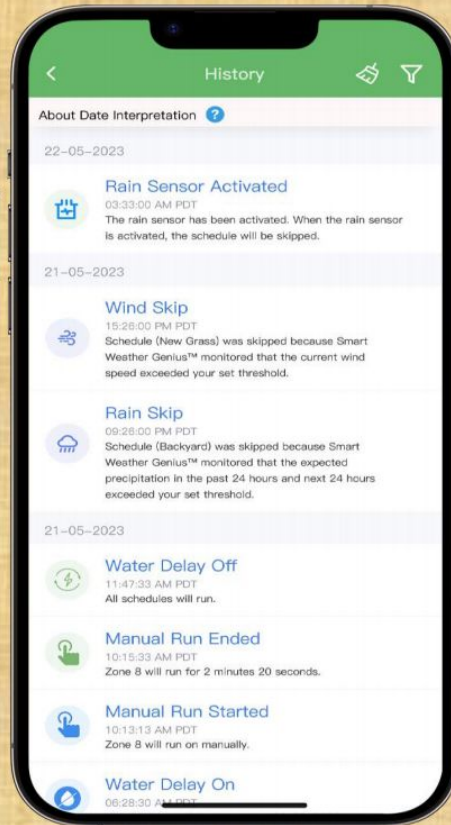 History
About Date Interpretation ?
22-05-2023
Rain Sensor Activated
03:33:00 AM PDT
The rain sensor has been activated. When the rain sensor
is activated, the schedule will be skipped.
21-05-2023
Wind Skip
15:26:00 PM PDT
Schedule (New Grass) was skipped because Smart
Weather Genius™ monitored that the current wind
speed exceeded your set threshold.
Rain Skip
09:26:00 PM PDT
Schedule (Backyard) was skipped because Smart
Weather Genius™ monitored that the expected
precipitation in the past 24 hours and next 24 hours
exceeded your set threshold.
21-05-2023
Water Delay Off
11:47:33 AM PDT
All schedules will run.
Manual Run Ended
10:15:33 AM PDT
Zone 8 will run for 2 minutes 20 seconds.
Manual Run Started
10:13:13 AM PDT
Zone 8 will run on manually.
Water Delay On
06:28:30 AM PDT